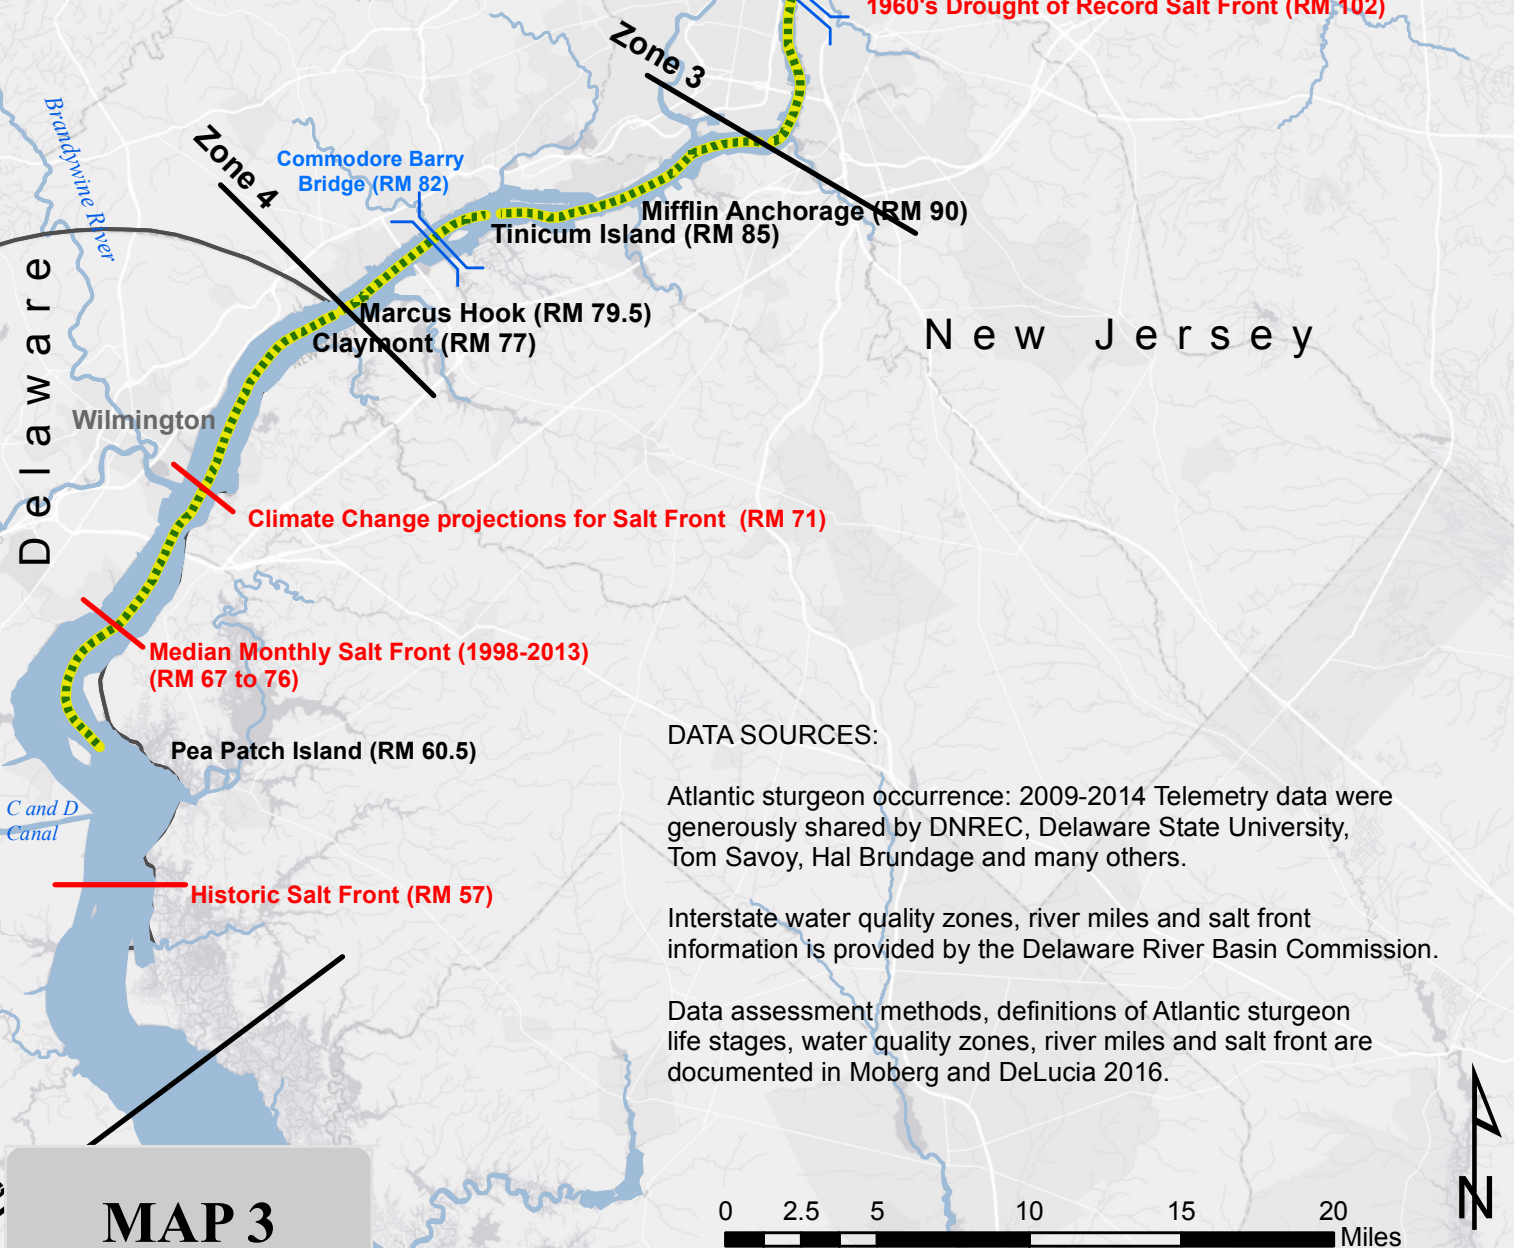 1960's Drought of Record Salt Front (RM 102)
Zone 3
Brandywine River
Zone 4
Commodore Barry
Bridge (RM 82)
Mifflin Anchorage (RM 90)
Tinicum Island (RM 85)
Delaware
Marcus Hook (RM 79.5)
Claymont (RM 77)
New Jersey
Wilmington
Climate Change projections for Salt Front (RM 71)
Median Monthly Salt Front (1998-2013)
(RM 67 to 76)
Pea Patch Island (RM 60.5)
C and D
Canal
Historic Salt Front (RM 57)
DATA SOURCES:
Atlantic sturgeon occurrence: 2009-2014 Telemetry data were
generously shared by DNREC, Delaware State University,
Tom Savoy, Hal Brundage and many others.
Interstate water quality zones, river miles and salt front
information is provided by the Delaware River Basin Commission.
Data assessment methods, definitions of Atlantic sturgeon
life stages, water quality zones, river miles and salt front are
documented in Moberg and DeLucia 2016.
MAP 3
0 2.5 5 10 15 20
Miles
N